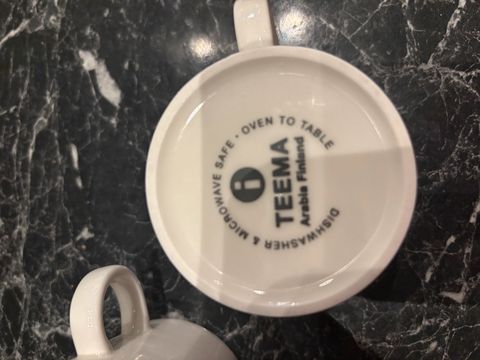 DISHWASHER & MICROWAVE SAFE - OVEN TO TABLE
i
TEEMA
Arabia Finland